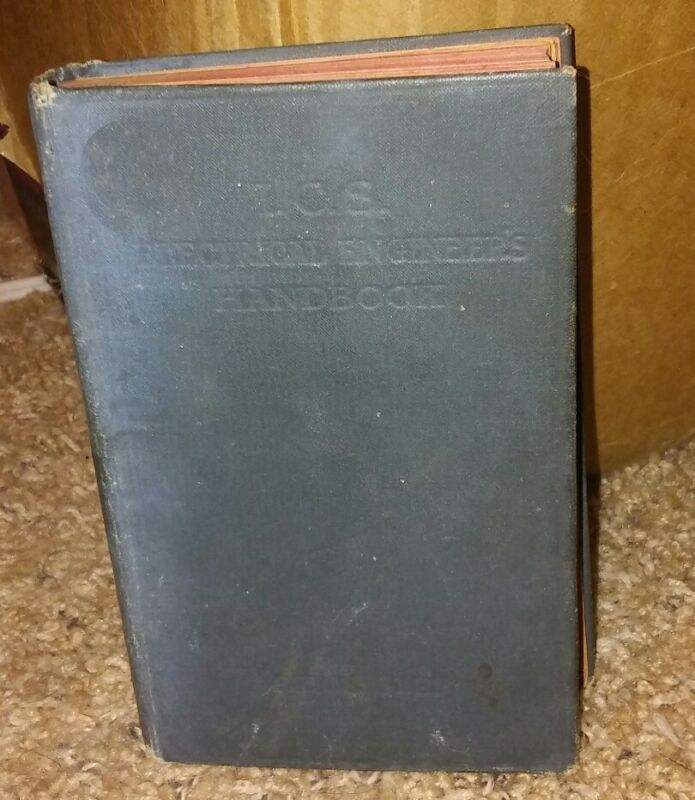 I.C.S.
ELECTRICAL ENGINEER'S
HANDBOOK